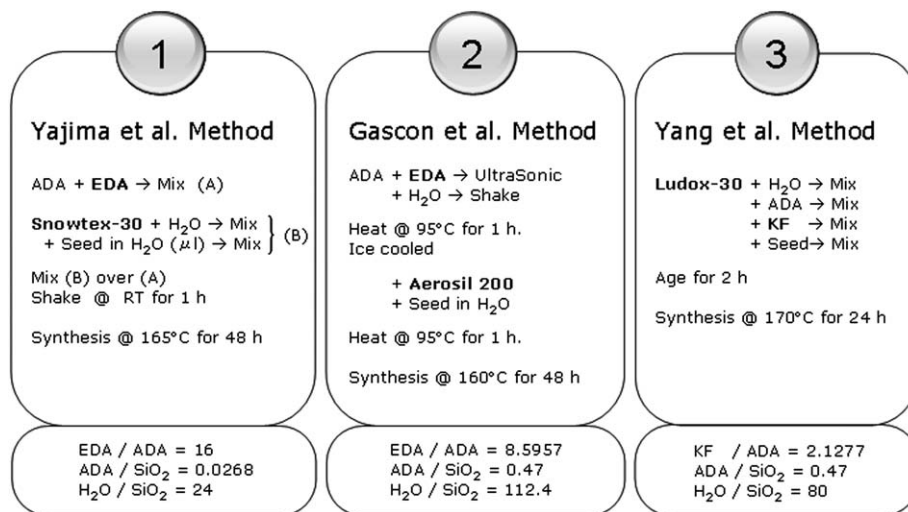 1
Yajima et al. Method
ADA + EDA → Mix (A)
Snowtex-30 + H₂O → Mix
+ Seed in H₂O (μl) → Mix } (B)
Mix (B) over (A)
Shake @ RT for 1 h
Synthesis @ 165°C for 48 h
EDA / ADA = 16
ADA / SiO₂ = 0.0268
H₂O / SiO₂ = 24
2
Gascon et al. Method
ADA + EDA → UltraSonic
+ H₂O → Shake
Heat @ 95°C for 1 h.
Ice cooled
+ Aerosil 200
+ Seed in H₂O
Heat @ 95°C for 1 h.
Synthesis @ 160°C for 48 h
EDA / ADA = 8.5957
ADA / SiO₂ = 0.47
H₂O / SiO₂ = 112.4
3
Yang et al. Method
Ludox-30 + H₂O → Mix
+ ADA → Mix
+ KF → Mix
+ Seed→ Mix
Age for 2 h
Synthesis @ 170°C for 24 h
KF / ADA = 2.1277
ADA / SiO₂ = 0.47
H₂O / SiO₂ = 80